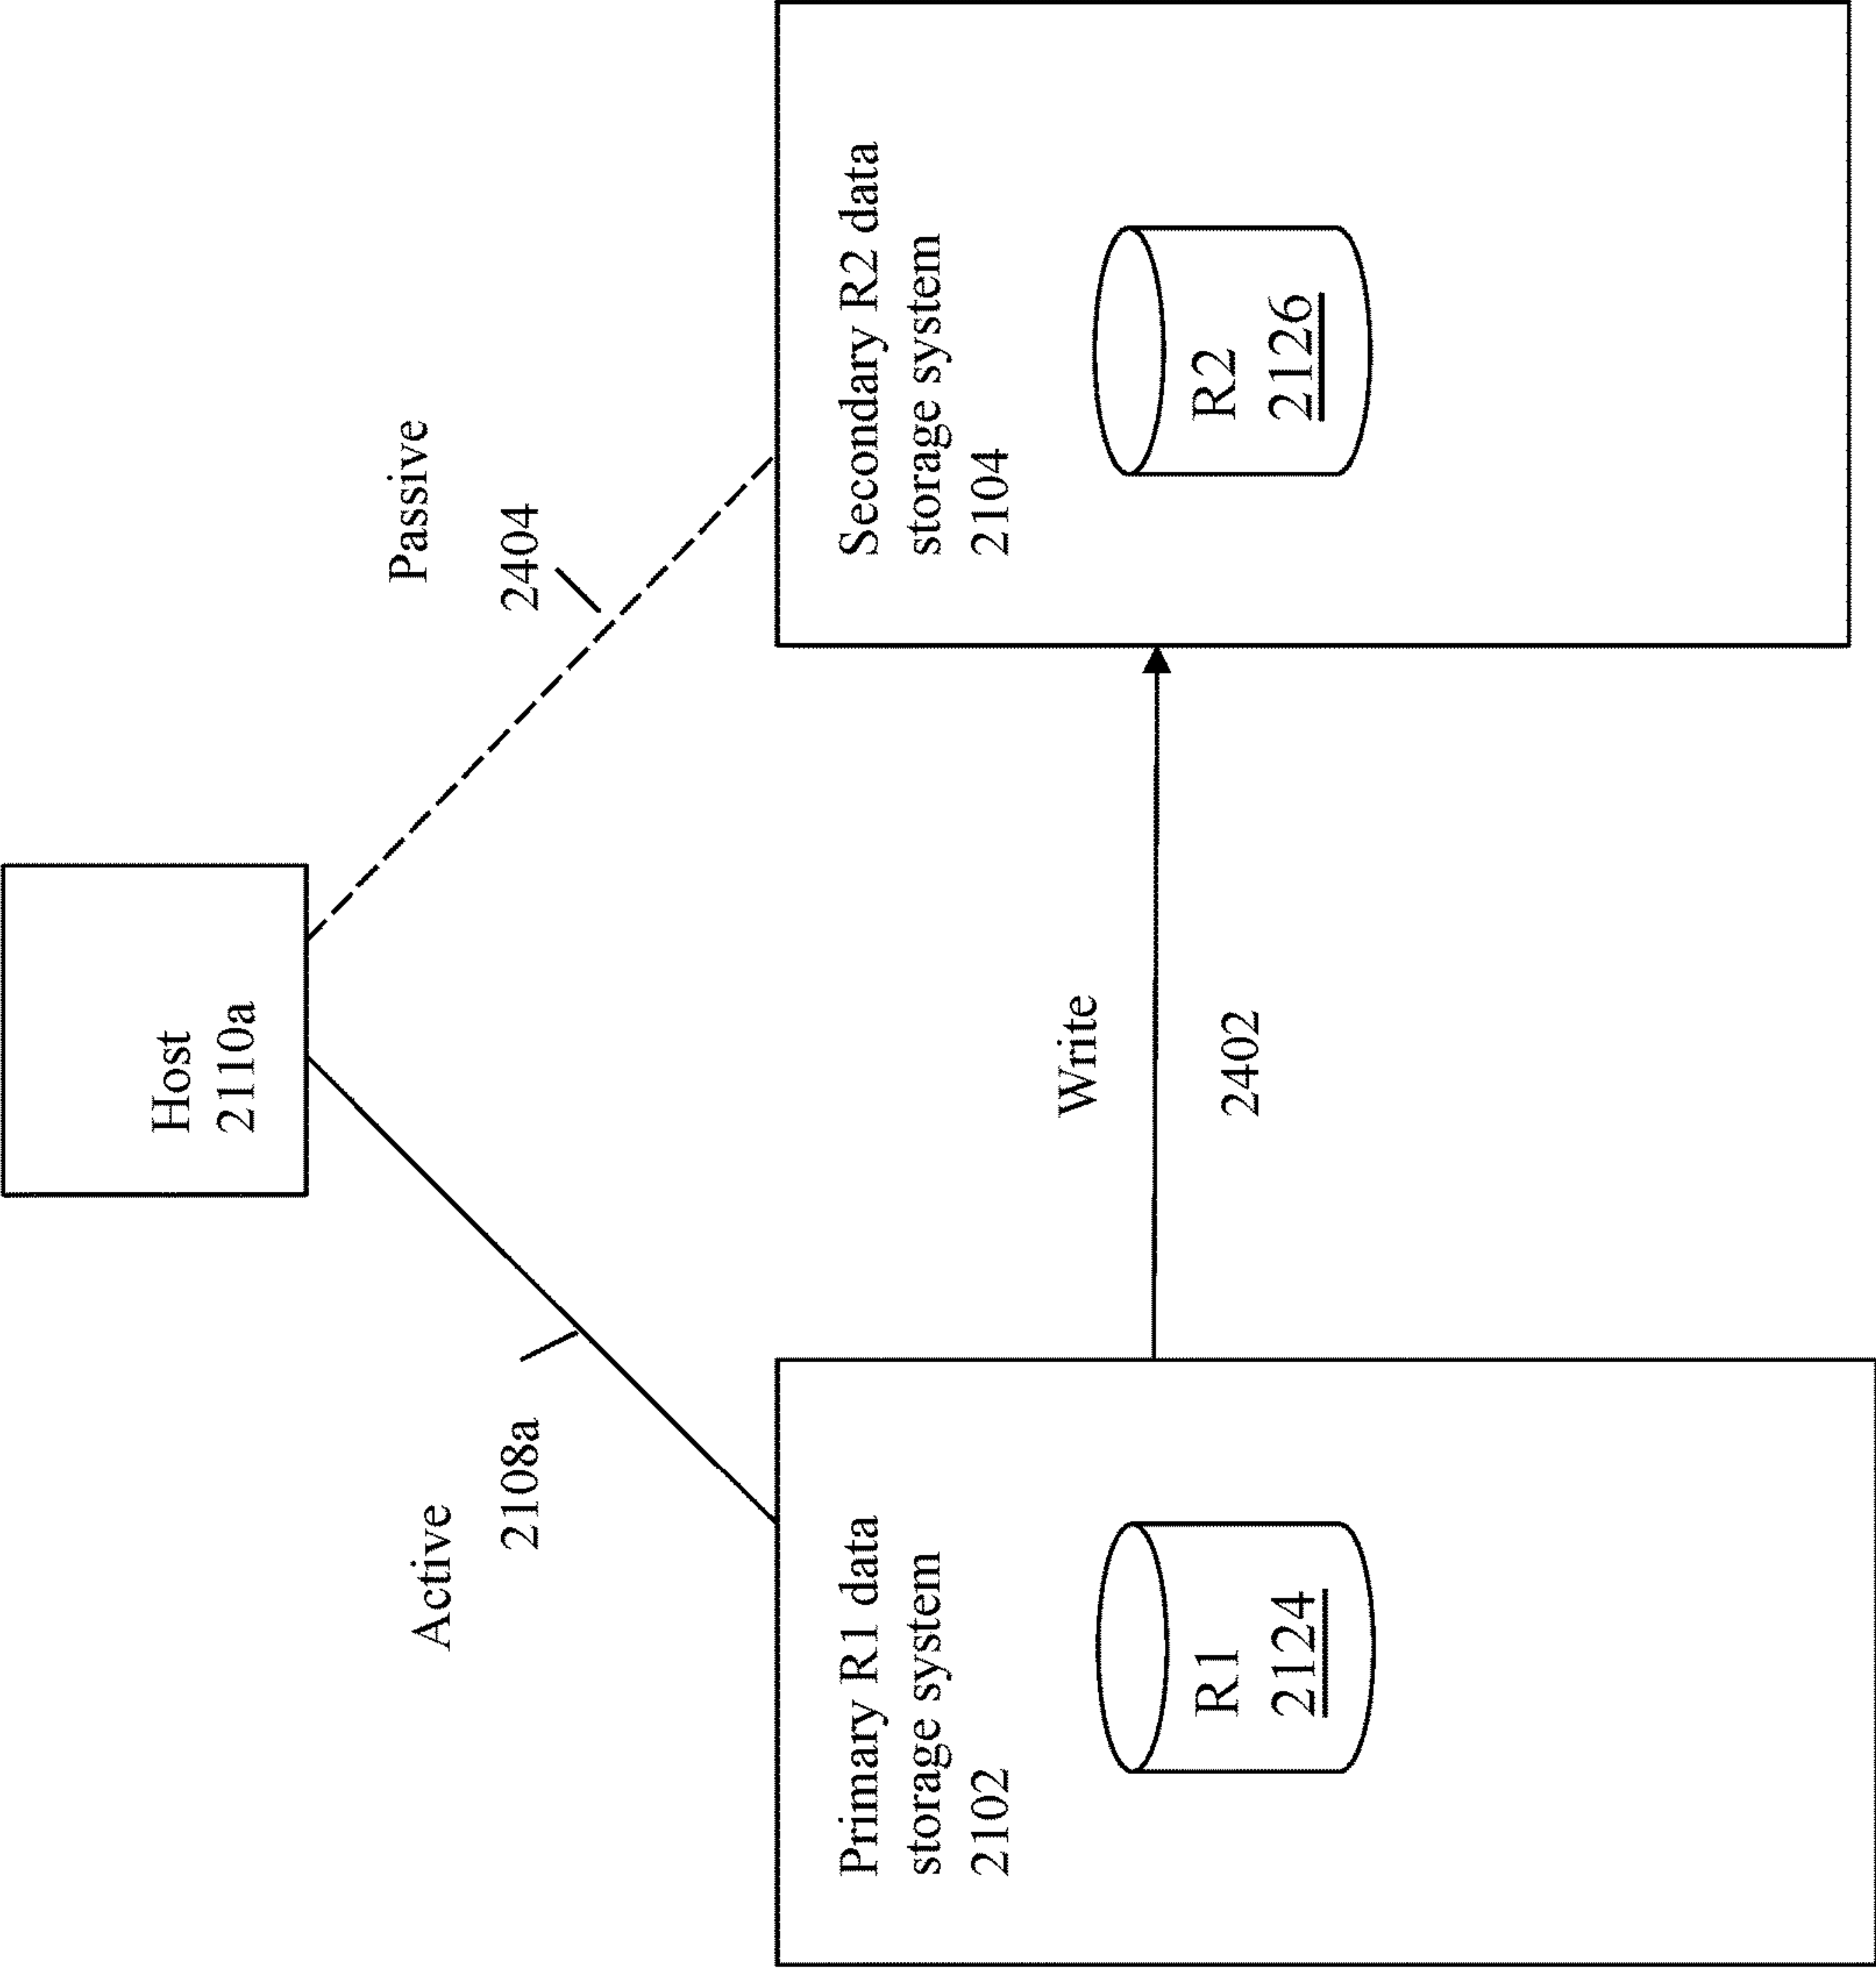 Host
2110a
Active
2108a
Passive
2404
Primary R1 data
storage system
2102
R1
2124
Write
2402
Secondary R2 data
storage system
2104
R2
2126